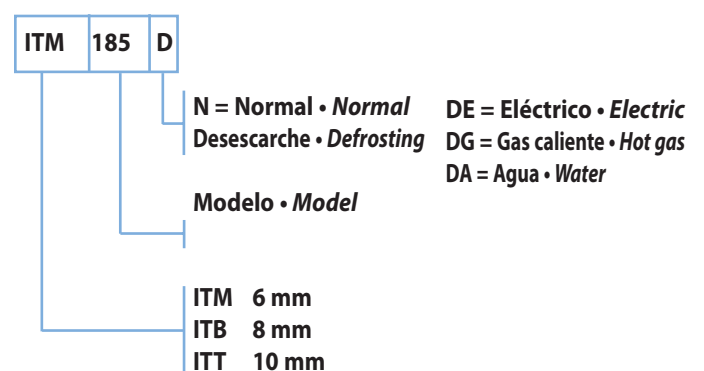 ITM 185 D
N = Normal • Normal
Desescarche • Defrosting
DE = Eléctrico • Electric
DG = Gas caliente • Hot gas
DA = Agua • Water
Modelo • Model
ITM 6 mm
ITB 8 mm
ITT 10 mm